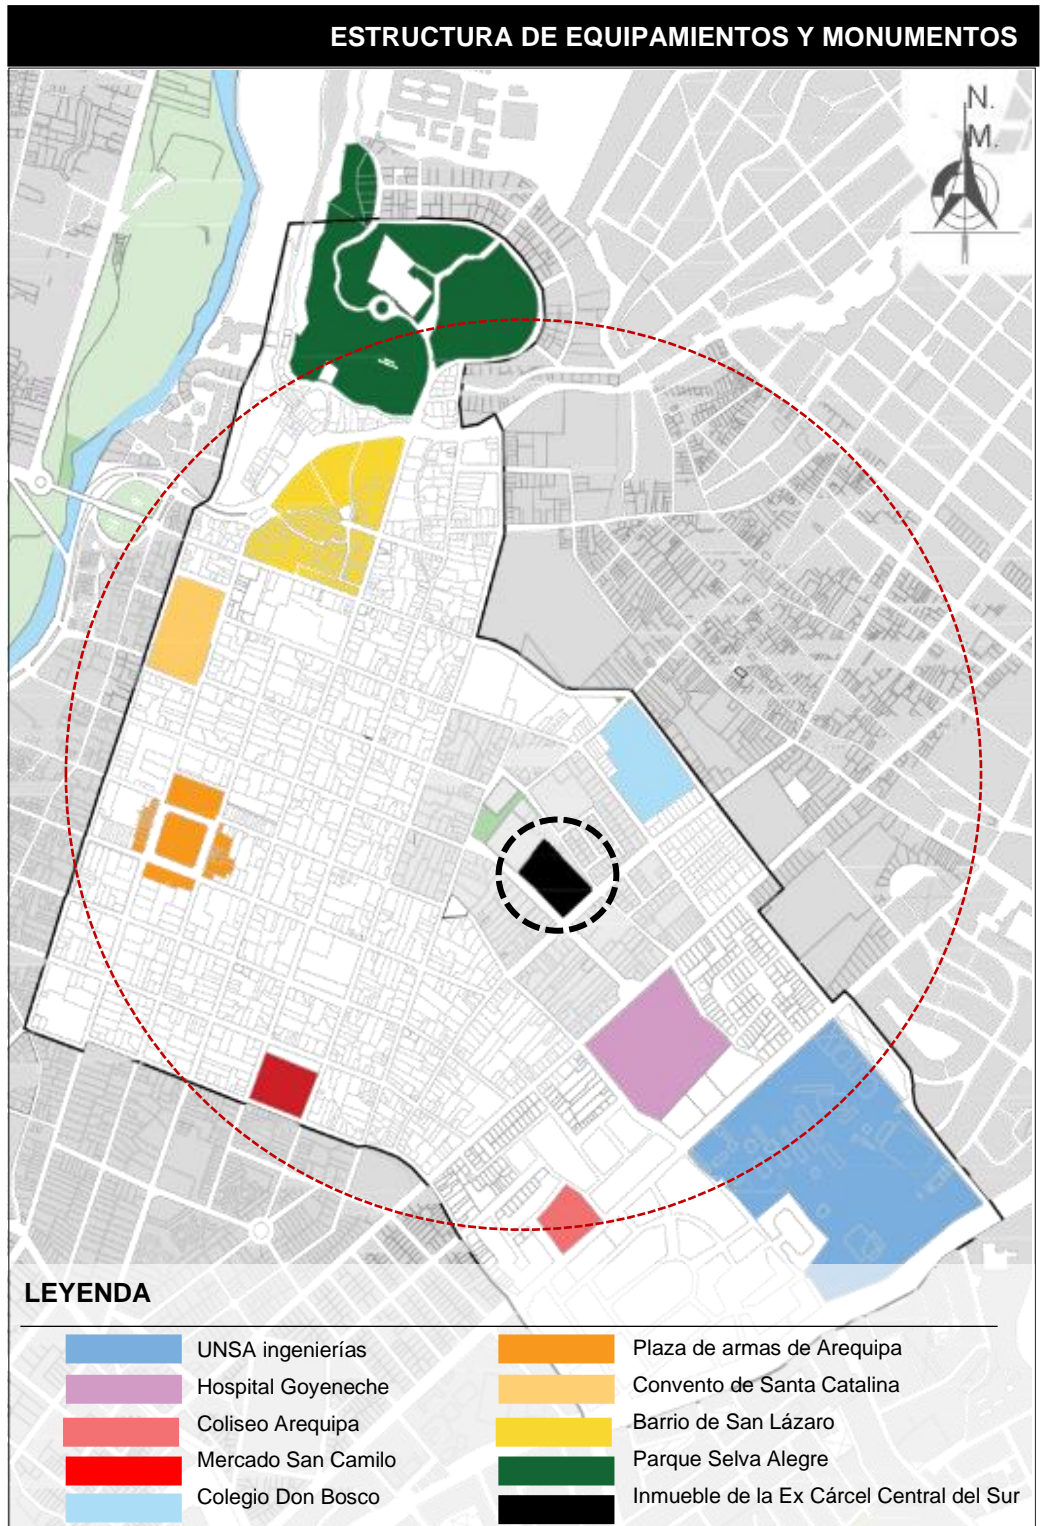 ESTRUCTURA DE EQUIPAMIENTOS Y MONUMENTOS
N.
M.
LEYENDA
UNSA ingenierías
Hospital Goyeneche
Coliseo Arequipa
Mercado San Camilo
Colegio Don Bosco
Plaza de armas de Arequipa
Convento de Santa Catalina
Barrio de San Lázaro
Parque Selva Alegre
Inmueble de la Ex Cárcel Central del Sur